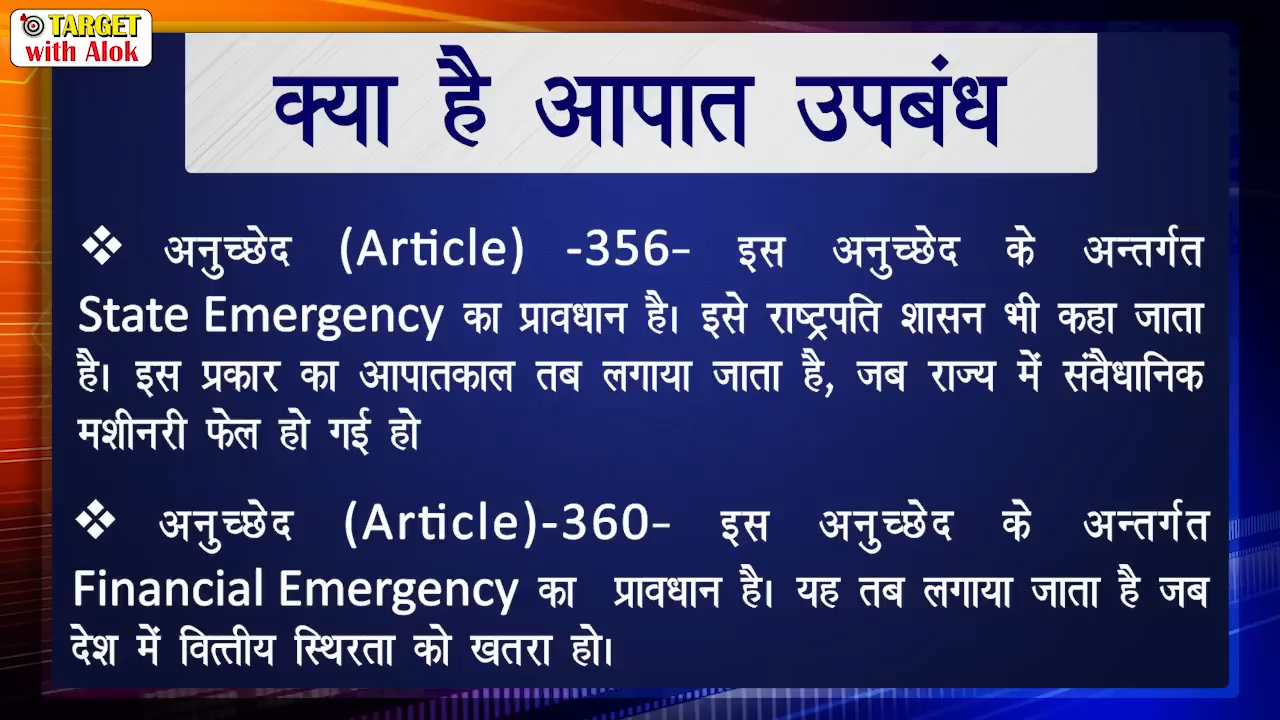 TARGET
with Alok
क्या है आपात उपबंध
❖ अनुच्छेद (Article) -356– इस अनुच्छेद के अन्तर्गत
State Emergency का प्रावधान है। इसे राष्ट्रपति शासन भी कहा जाता
है। इस प्रकार का आपातकाल तब लगाया जाता है, जब राज्य में संवैधानिक
मशीनरी फेल हो गई हो
❖ अनुच्छेद (Article)-360– इस अनुच्छेद के अन्तर्गत
Financial Emergency का प्रावधान है। यह तब लगाया जाता है जब
देश में वित्तीय स्थिरता को खतरा हो।